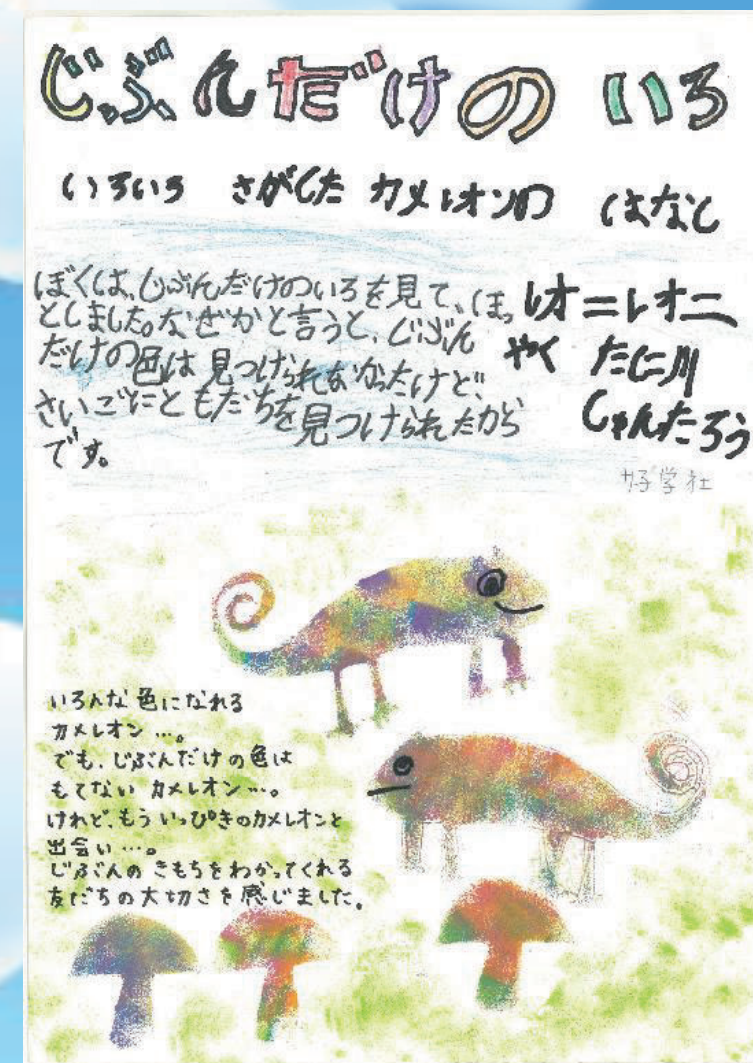 じぶんだけの いろ
いろいろ さがした カメレオンの はなし
ぼくは、じぶんだけのいろを見て、ほっ
としました。なぜかと言うと、じぶん
だけの色は見つけられなかったけど、
さいごにともだちを見つけられたから
です。
レオ=レオニ
やく たに川
しゅんたろう
好学社
いろんな色になれる
カメレオン…。
でも、じぶんだけの色は
もてない カメレオン…。
けれど、もういっぴきのカメレオンと
出会い…。
じぶんの きもちをわかってくれる
友だちの大切さを感じました。